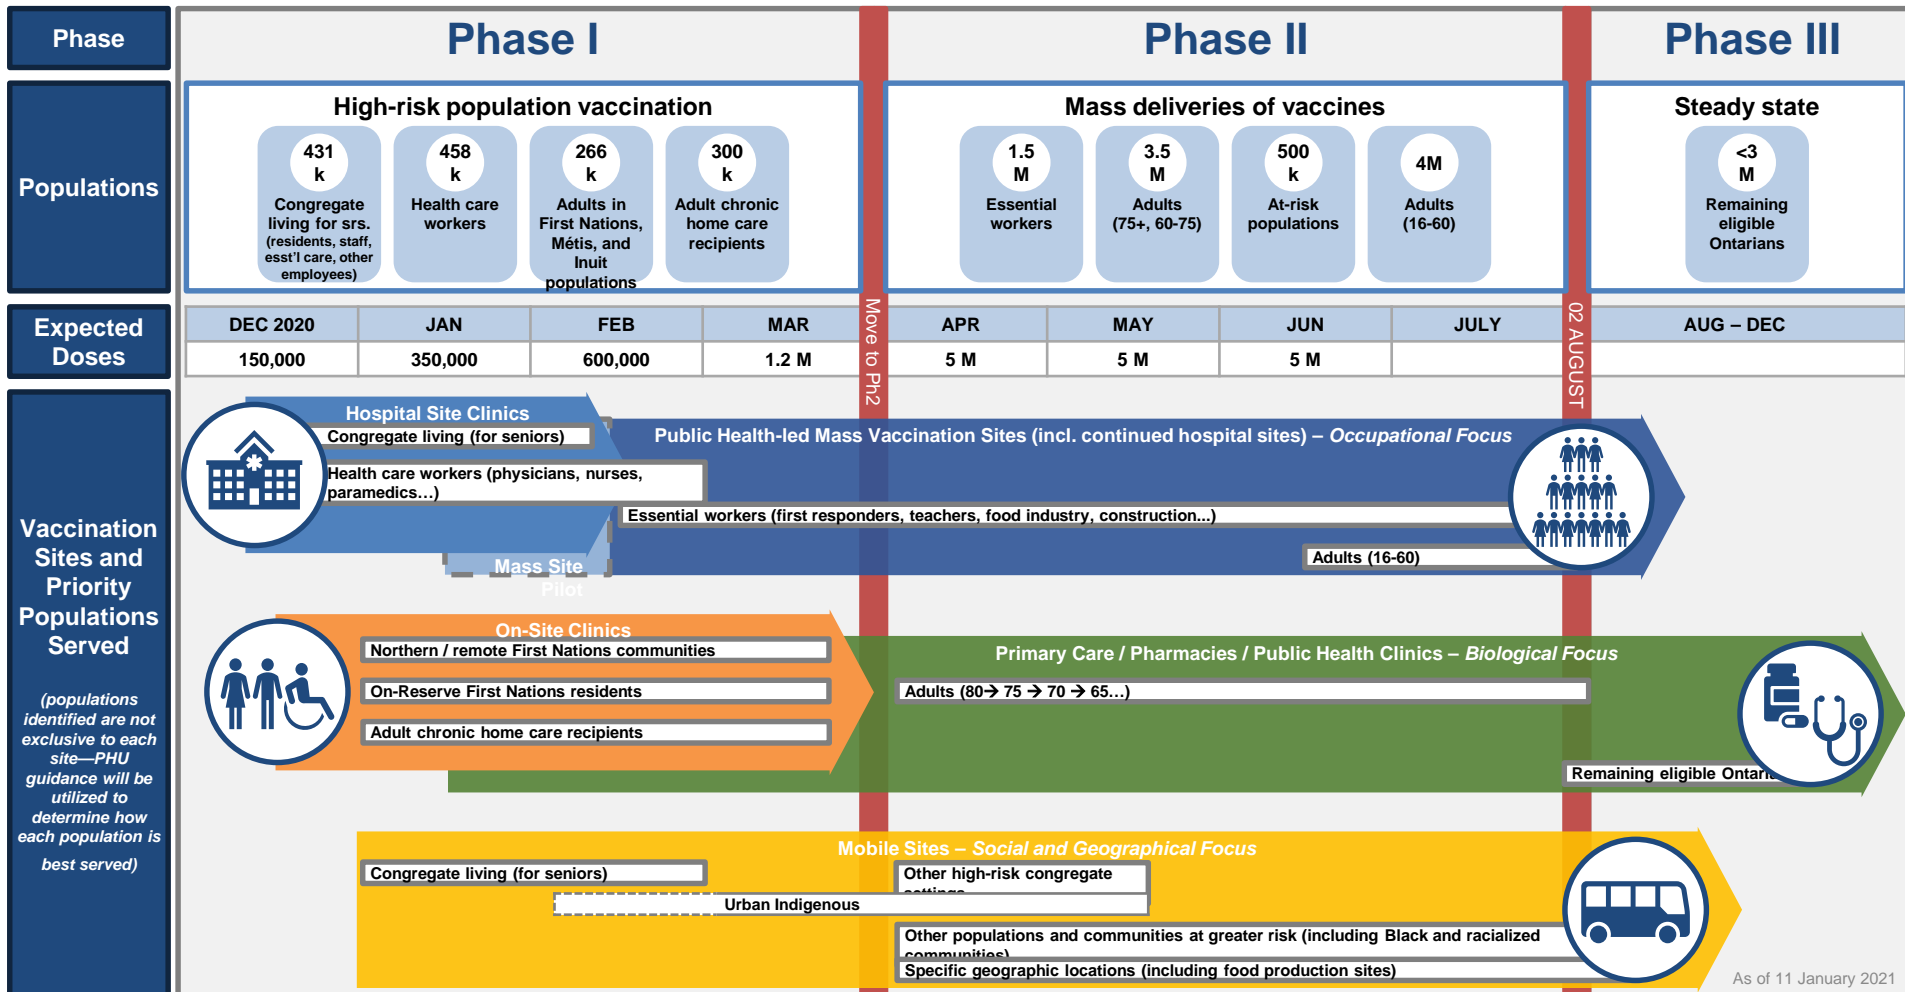 Phase
Phase I
Phase II
Phase III
Populations
High-risk population vaccination
431
k
Congregate
living for srs.
(residents, staff,
esst'l care, other
employees)
458
k
Health care
workers
266
k
Adults in
First Nations,
Métis, and
Inuit
populations
300
k
Adult chronic
home care
recipients
Mass deliveries of vaccines
1.5
M
Essential
workers
3.5
M
Adults
(75+, 60-75)
500
k
At-risk
populations
4M
Adults
(16-60)
Steady state
<3
M
Remaining
eligible
Ontarians
Expected
Doses
DEC 2020 JAN FEB MAR APR MAY JUN JULY AUG – DEC
150,000 350,000 600,000 1.2 M 5 M 5 M 5 M
Move to Ph2
02 AUGUST
Vaccination
Sites and
Priority
Populations
Served
(populations
identified are not
exclusive to each
site—PHU
guidance will be
utilized to
determine how
each population is
best served)
Hospital Site Clinics
Congregate living (for seniors)
Health care workers (physicians, nurses,
paramedics…)
Mass Site
Pilot
Public Health-led Mass Vaccination Sites (incl. continued hospital sites) – Occupational Focus
Essential workers (first responders, teachers, food industry, construction...)
Adults (16-60)
On-Site Clinics
Northern / remote First Nations communities
On-Reserve First Nations residents
Adult chronic home care recipients
Primary Care / Pharmacies / Public Health Clinics – Biological Focus
Adults (80→ 75 → 70 → 65…)
Remaining eligible
Mobile Sites – Social and Geographical Focus
Congregate living (for seniors)
Other high-risk congregate
settings
Urban Indigenous
Other populations and communities at greater risk (including Black and racialized
communities)
Specific geographic locations (including food production sites)
As of 11 January 2021